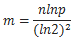 m = nlnp / (ln2)²